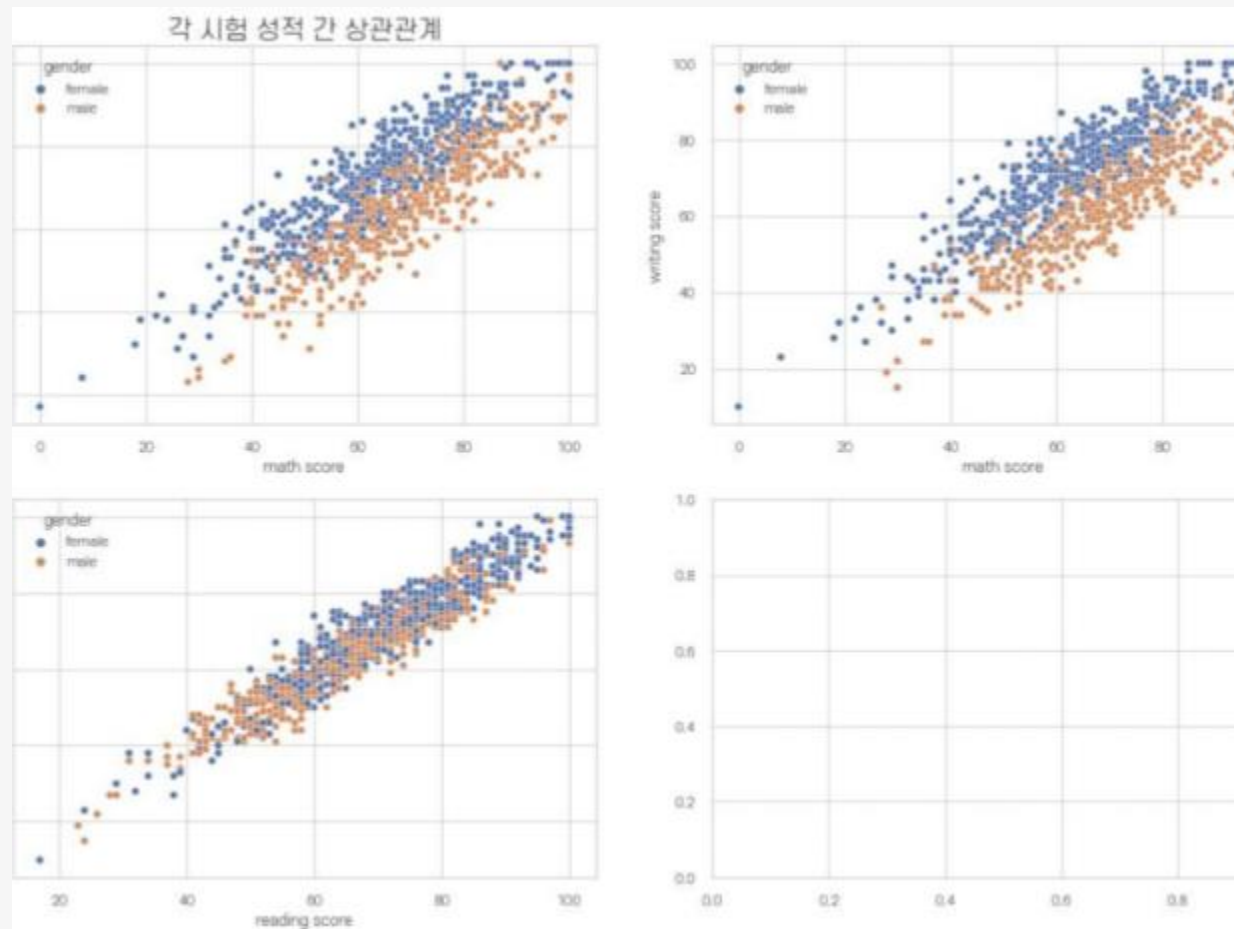 각 시험 성적 간 상관관계
gender
female
male
0 20 40 60 80 100
math score
gender
female
male
writing score
100
80
60
40
20
0 20 40 60 80
math score
gender
female
male
20 40 60 80 100
reading score
1.0
0.8
0.6
0.4
0.2
0.0
0.0 0.2 0.4 0.6 0.8